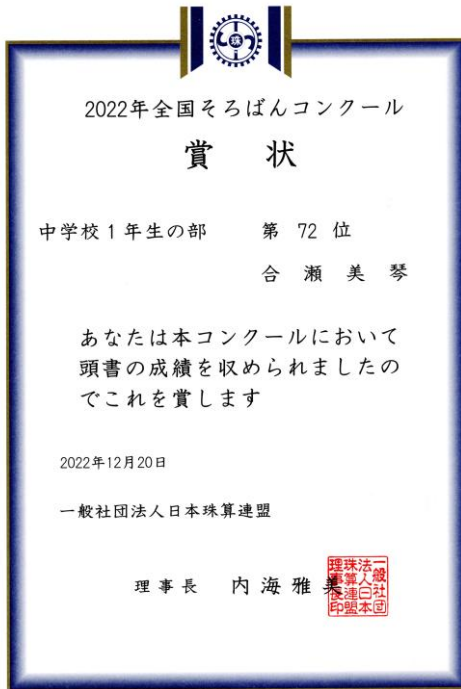 珠
2022年全国そろばんコンクール
賞状
中学校1年生の部 第 72 位
合瀬美琴
あなたは本コンクールにおいて
頭書の成績を収められましたの
でこれを賞します
2022年12月20日
一般社団法人日本珠算連盟
理事長 内海雅美
一般社団
法人日本
珠算連盟
理事長印